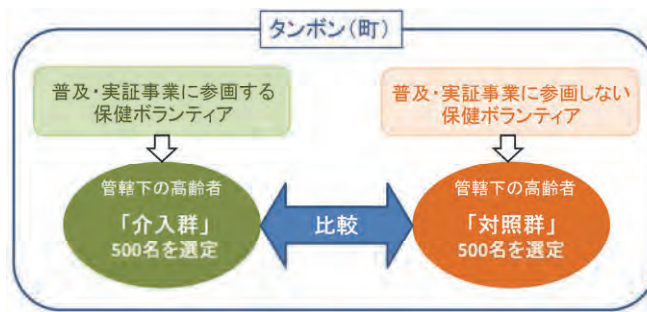 タンボン（町）
普及・実証事業に参画する
保健ボランティア
普及・実証事業に参画しない
保健ボランティア
管轄下の高齢者
「介入群」
500名を選定
比較
管轄下の高齢者
「対照群」
500名を選定